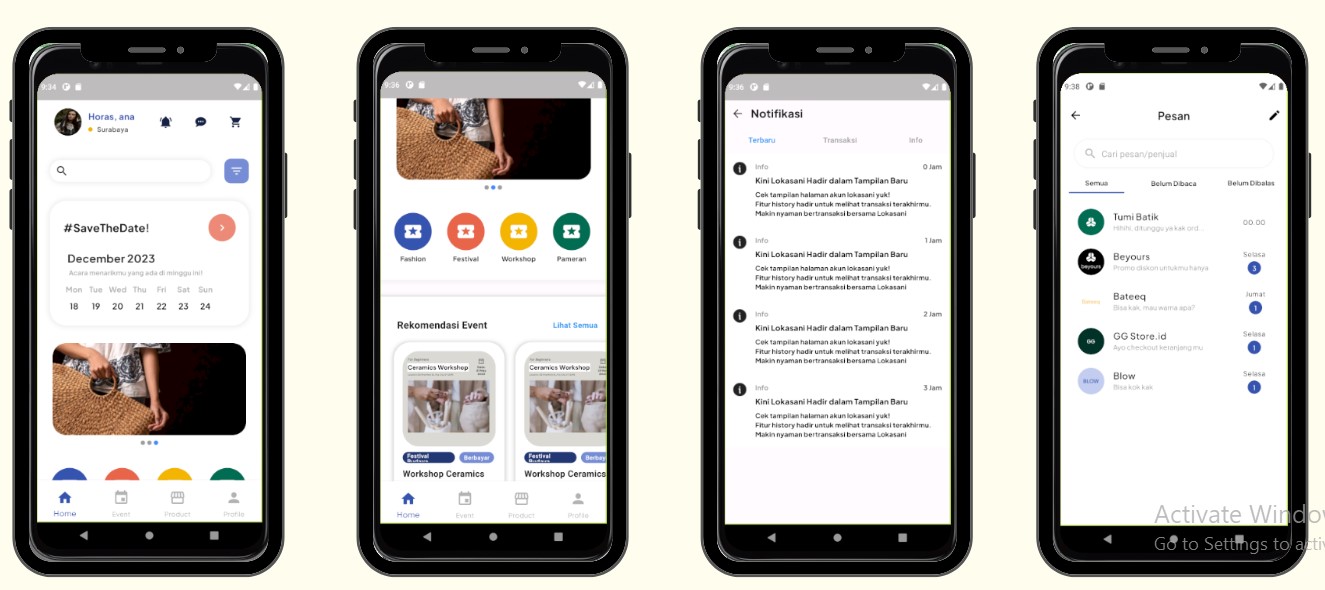 9:34
Horas, ana
Surabaya
#SaveTheDate!
December 2023
Acara menarikmu yang ada di minggu ini!
Mon Tue Wed Thu Fri Sat Sun
18 19 20 21 22 23 24
Home Event Product Profile
9:36
Fashion Festival Workshop Pameran
Rekomendasi Event Lihat Semua
For Beginners
Ceramics Workshop
Festival Budaya Berbayar
Workshop Ceramics
Ceramics Workshop
Festival Budaya Berbay
Workshop Ceramics
Home Event Product Profile
9:36
Notifikasi
Terbaru Transaksi Info
Info 0 Jam
Kini Lokasani Hadir dalam Tampilan Baru
Cek tampilan halaman akun lokasani yuk!
Fitur history hadir untuk melihat transaksi terakhirmu.
Makin nyaman bertransaksi bersama Lokasani
Info 1 Jam
Kini Lokasani Hadir dalam Tampilan Baru
Cek tampilan halaman akun lokasani yuk!
Fitur history hadir untuk melihat transaksi terakhirmu.
Makin nyaman bertransaksi bersama Lokasani
Info 2 Jam
Kini Lokasani Hadir dalam Tampilan Baru
Cek tampilan halaman akun lokasani yuk!
Fitur history hadir untuk melihat transaksi terakhirmu.
Makin nyaman bertransaksi bersama Lokasani
Info 3 Jam
Kini Lokasani Hadir dalam Tampilan Baru
Cek tampilan halaman akun lokasani yuk!
Fitur history hadir untuk melihat transaksi terakhirmu.
Makin nyaman bertransaksi bersama Lokasani
9:38
Pesan
Cari pesan/penjual
Semua Belum Dibaca Belum Dibalas
Tumi Batik 00.00
Hihihi, ditunggu ya kak ord...
beyours Beyours Selasa
Promo diskon untukmu hanya 3
Bateeq Jumat
Bisa kak, mau warna apa? 1
GG GG Store.id Selasa
Ayo checkout keranjang mu 1
BLOW Blow Selasa
Bisa kok kak 1
Activate Windo
Go to Settings to acti